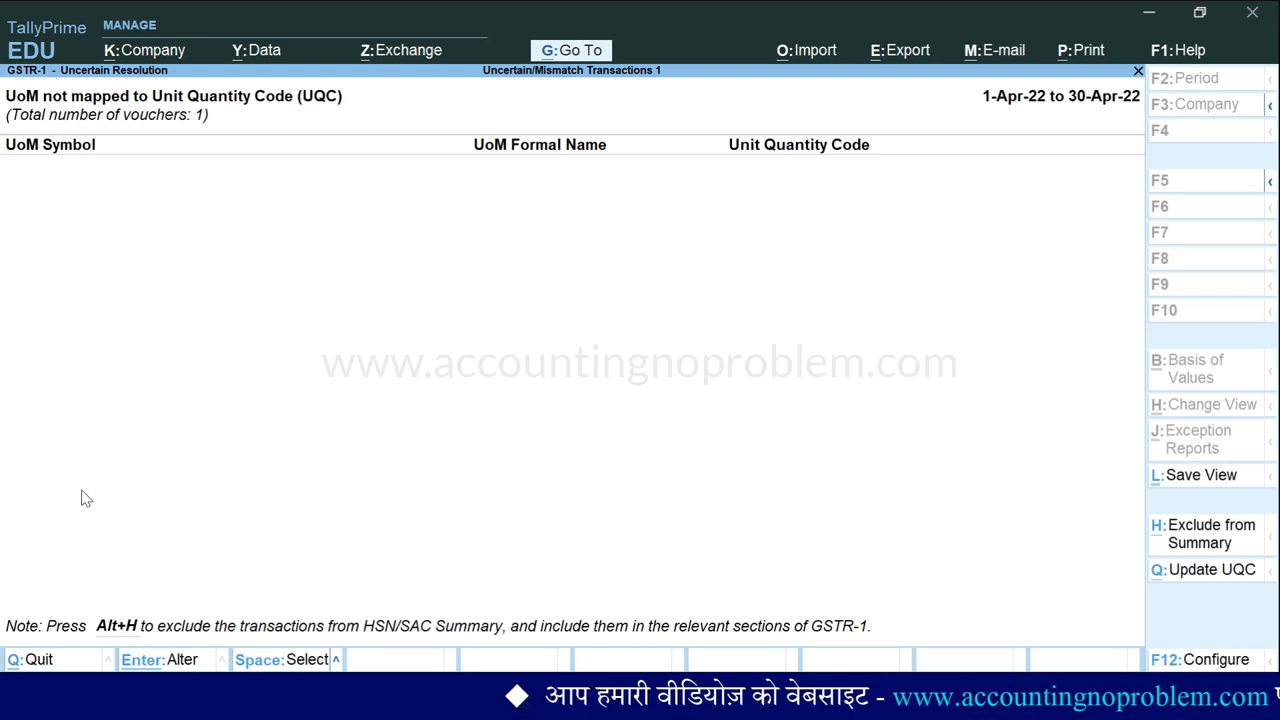 TallyPrime MANAGE
EDU K:Company Y:Data Z:Exchange G:Go To O:Import E:Export M:E-mail P:Print F1:Help
GSTR-1 - Uncertain Resolution Uncertain/Mismatch Transactions 1
UoM not mapped to Unit Quantity Code (UQC) 1-Apr-22 to 30-Apr-22
(Total number of vouchers: 1)
UoM Symbol UoM Formal Name Unit Quantity Code
www.accountingnoproblem.com
Note: Press Alt+H to exclude the transactions from HSN/SAC Summary, and include them in the relevant sections of GSTR-1.
Q:Quit Enter:Alter Space:Select
F2:Period
F3:Company
F4
F5
F6
F7
F8
F9
F10
B:Basis of
Values
H:Change View
J:Exception
Reports
L:Save View
H:Exclude from
Summary
Q:Update UQC
F12:Configure
आप हमारी वीडियोज़ को वेबसाइट - www.accountingnoproblem.com